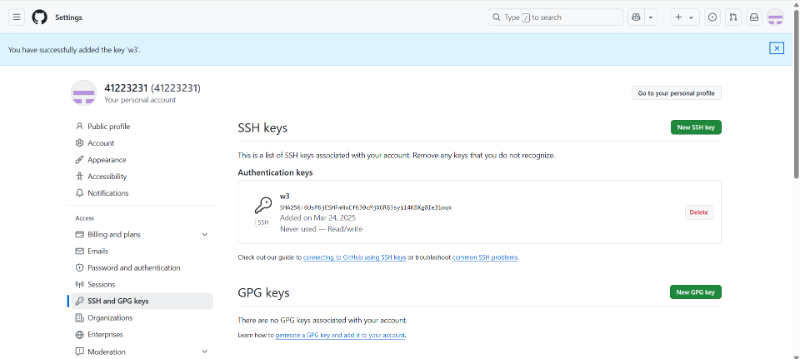 Settings
Type / to search
You have successfully added the key 'w3'.
41223231 (41223231)
Your personal account
Go to your personal profile
Public profile
Account
Appearance
Accessibility
Notifications
Access
Billing and plans
Emails
Password and authentication
Sessions
SSH and GPG keys
Organizations
Enterprises
Moderation
SSH keys
New SSH key
This is a list of SSH keys associated with your account. Remove any keys that you do not recognize.
Authentication keys
w3
SSH
Added on Mar 24, 2025
Never used — Read/write
Delete
Check out our guide to connecting to GitHub using SSH keys or troubleshoot common SSH problems.
GPG keys
New GPG key
There are no GPG keys associated with your account.
Learn how to generate a GPG key and add it to your account.